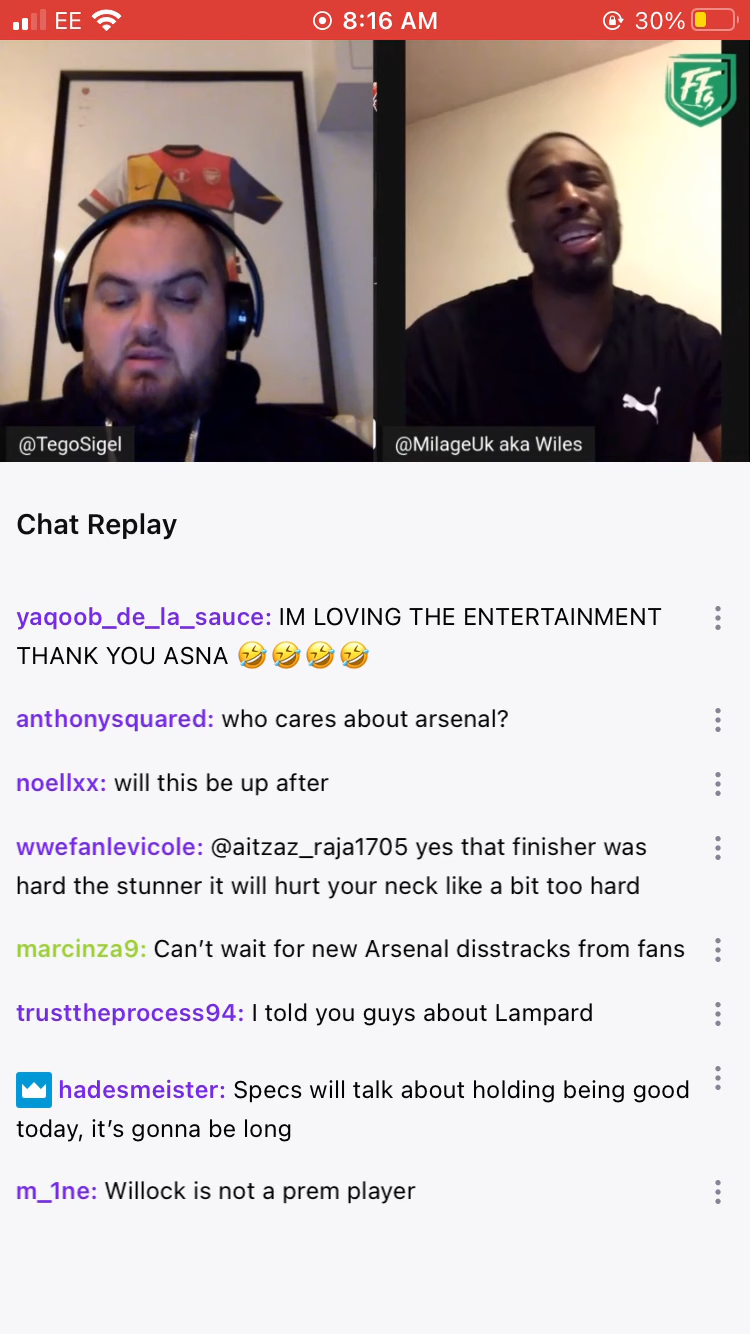 EE 8:16 AM 30%
FFS
@TegoSigel
@MilageUk aka Wiles
Chat Replay
yaqoob_de_la_sauce: IM LOVING THE ENTERTAINMENT
THANK YOU ASNA 🤣🤣🤣🤣
anthonysquared: who cares about arsenal?
noellxx: will this be up after
wwefanlevicole: @aitzaz_raja1705 yes that finisher was
hard the stunner it will hurt your neck like a bit too hard
marcinza9: Can’t wait for new Arsenal disstracks from fans
trusttheprocess94: I told you guys about Lampard
hadesmeister: Specs will talk about holding being good
today, it’s gonna be long
m_1ne: Willock is not a prem player